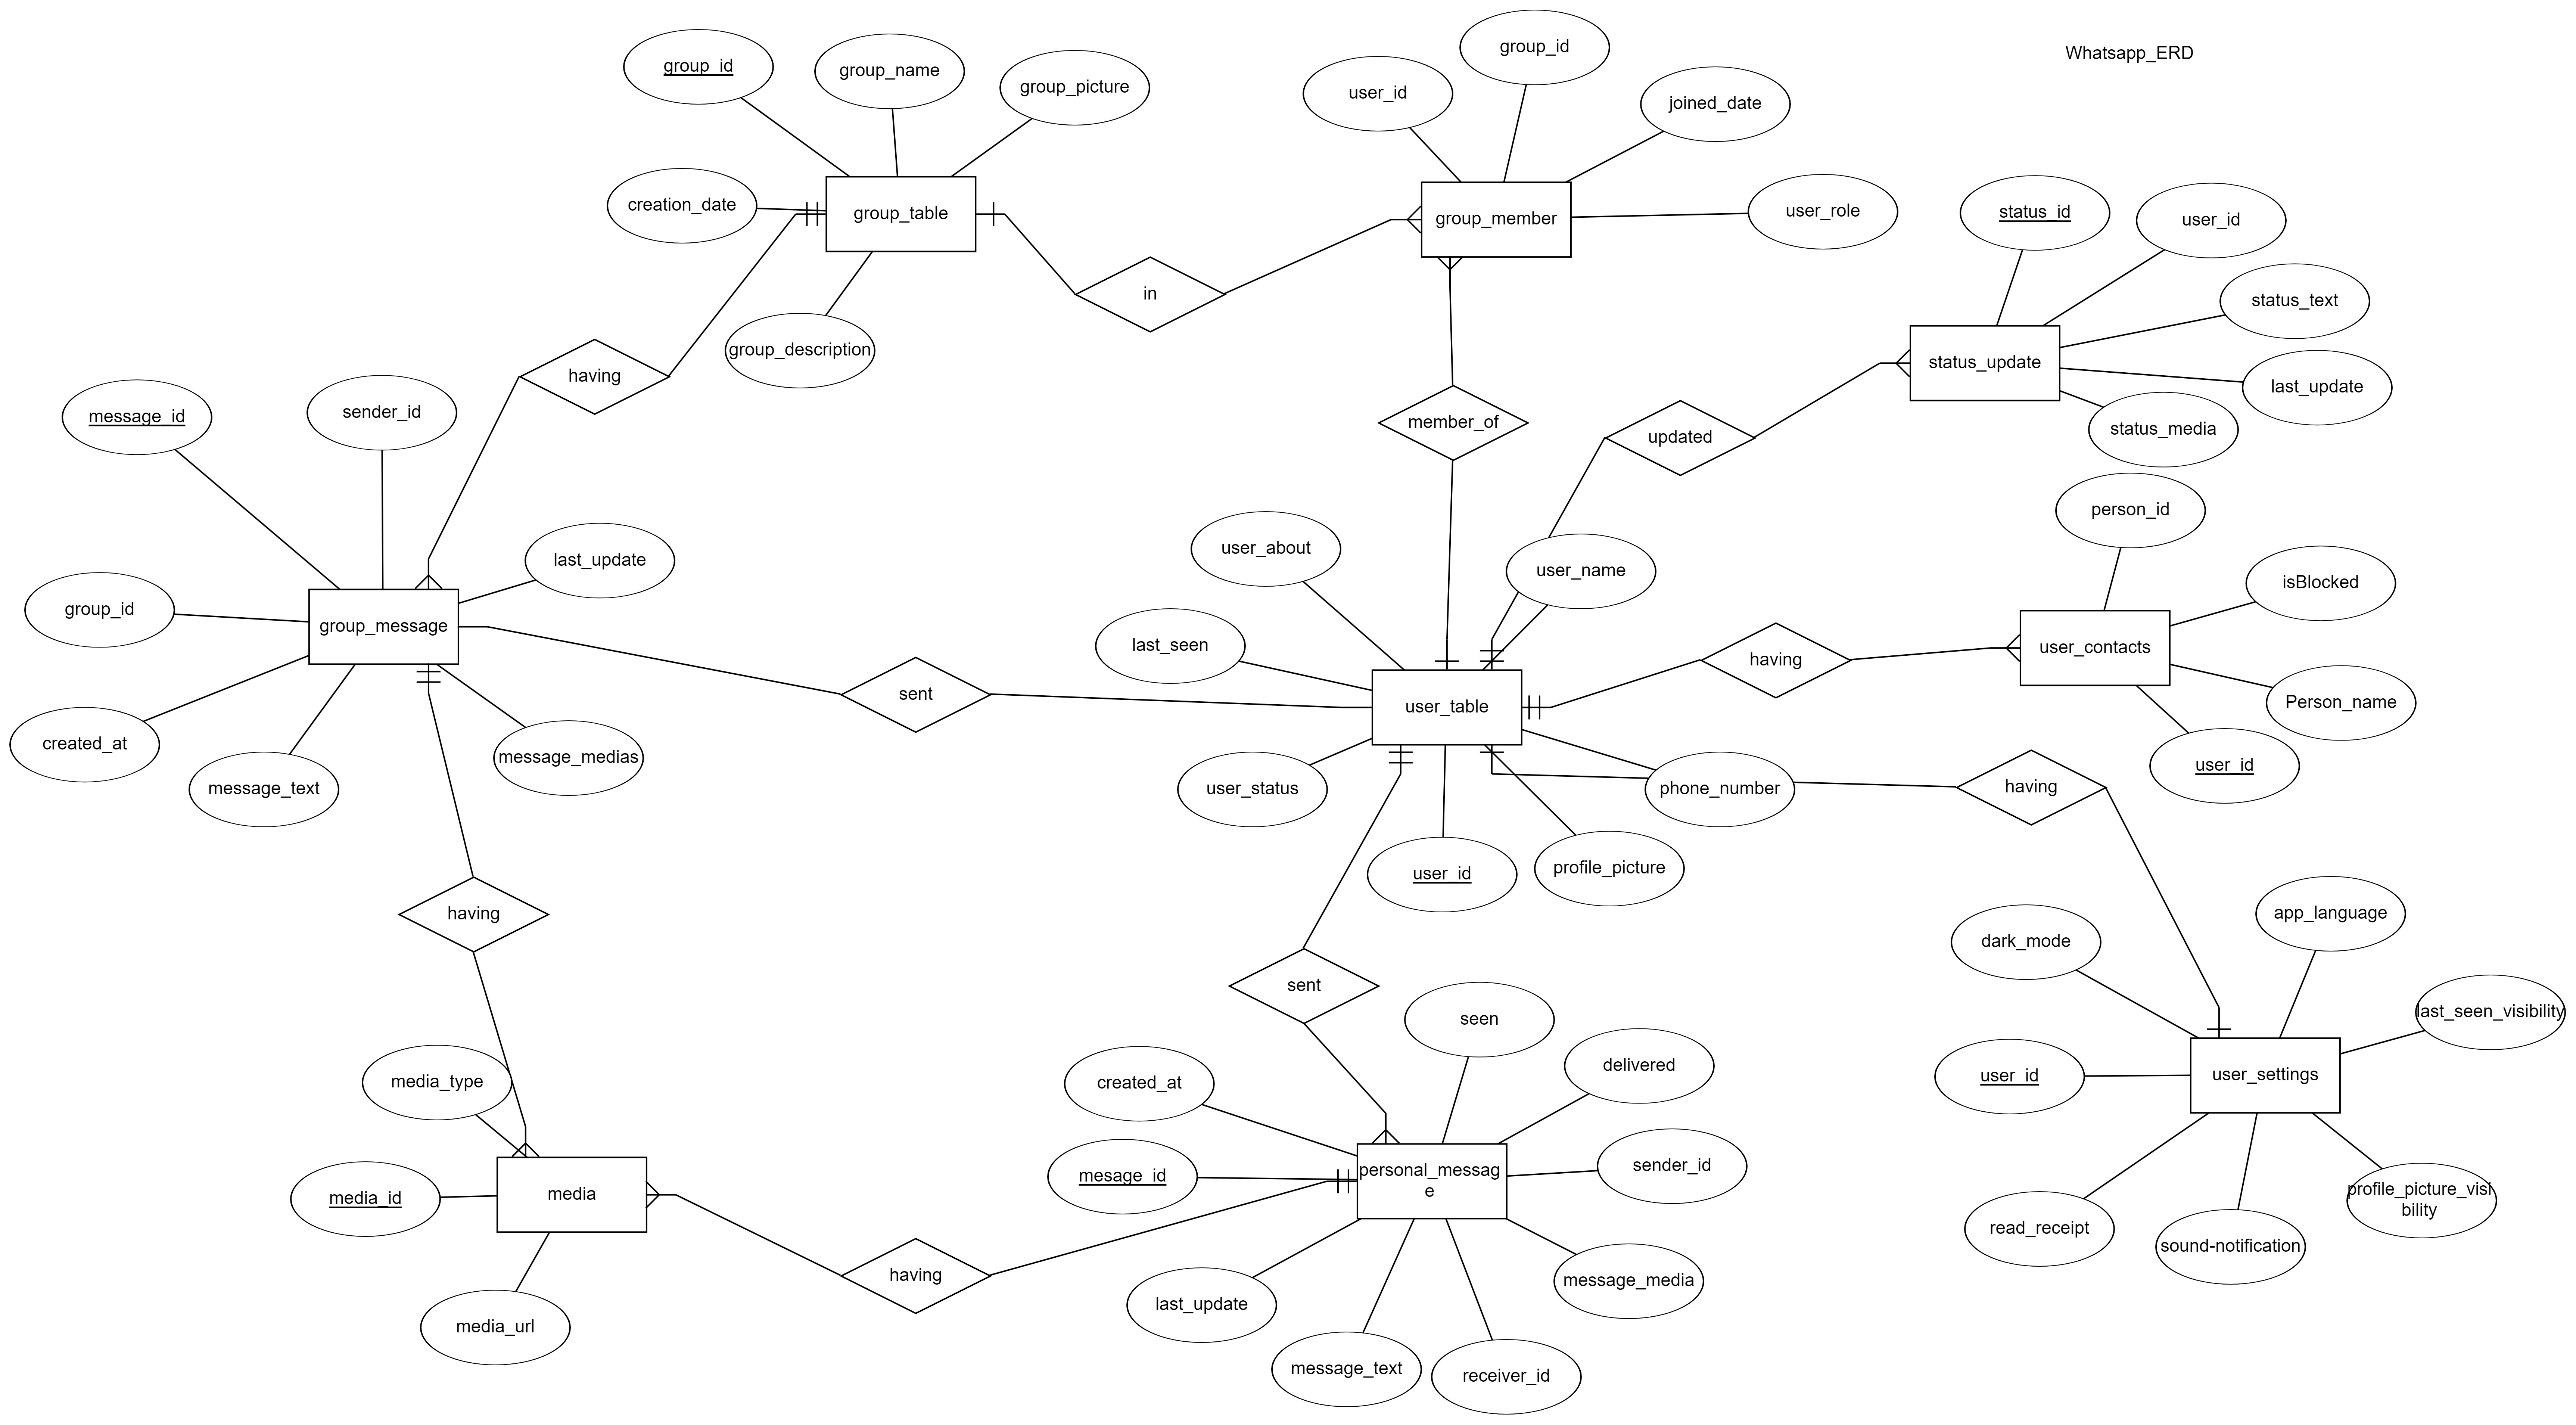 group_id
group_name
group_picture
user_id
group_id
joined_date
Whatsapp_ERD
creation_date
group_table
group_member
user_role
status_id
user_id
in
status_text
group_description
having
member_of
updated
status_update
last_update
status_media
message_id
sender_id
person_id
user_about
user_name
isBlocked
last_update
group_id
group_message
last_seen
having
user_contacts
sent
user_table
Person_name
created_at
message_text
message_medias
user_status
phone_number
having
user_id
user_id
profile_picture
having
sent
dark_mode
app_language
last_seen_visibility
seen
media_type
created_at
delivered
user_id
user_settings
media_id
media
mesage_id
personal_messag
e
sender_id
profile_picture_visi
bility
read_receipt
sound-notification
having
message_media
last_update
media_url
message_text
receiver_id